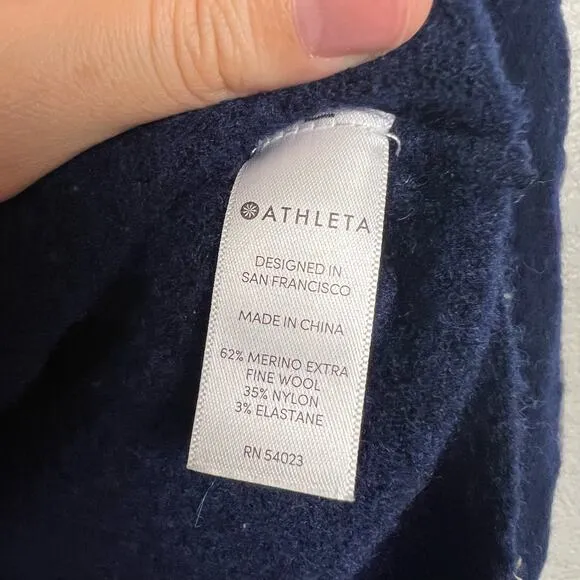 ATHLETA
DESIGNED IN
SAN FRANCISCO
MADE IN CHINA
62% MERINO EXTRA
FINE WOOL
35% NYLON
3% ELASTANE
RN 54023